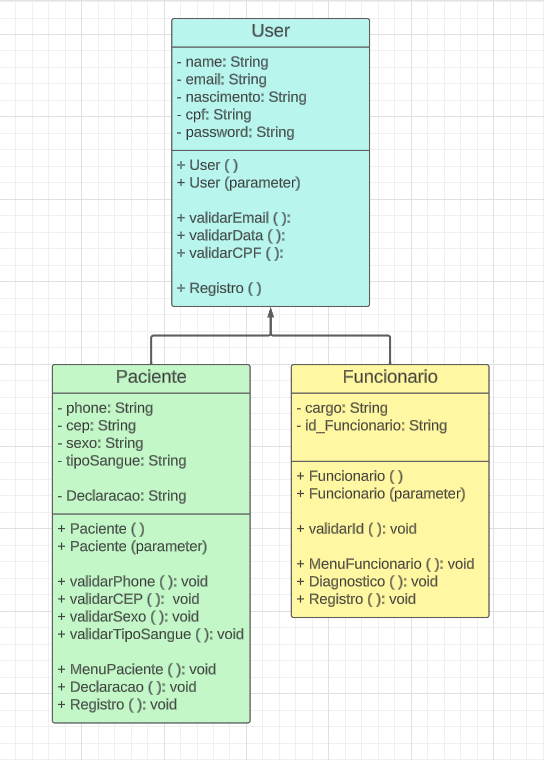 User
- name: String
- email: String
- nascimento: String
- cpf: String
- password: String
+ User ( )
+ User (parameter)
+ validarEmail ( ):
+ validarData ( ):
+ validarCPF ( ):
+ Registro ( )
Paciente
- phone: String
- cep: String
- sexo: String
- tipoSangue: String
- Declaracao: String
+ Paciente ( )
+ Paciente (parameter)
+ validarPhone ( ): void
+ validarCEP ( ):  void
+ validarSexo ( ): void
+ validarTipoSangue ( ): void
+ MenuPaciente ( ): void
+ Declaracao ( ): void
+ Registro ( ): void
Funcionario
- cargo: String
- id_Funcionario: String
+ Funcionario ( )
+ Funcionario (parameter)
+ validarId ( ): void
+ MenuFuncionario ( ): void
+ Diagnostico ( ): void
+ Registro ( ): void